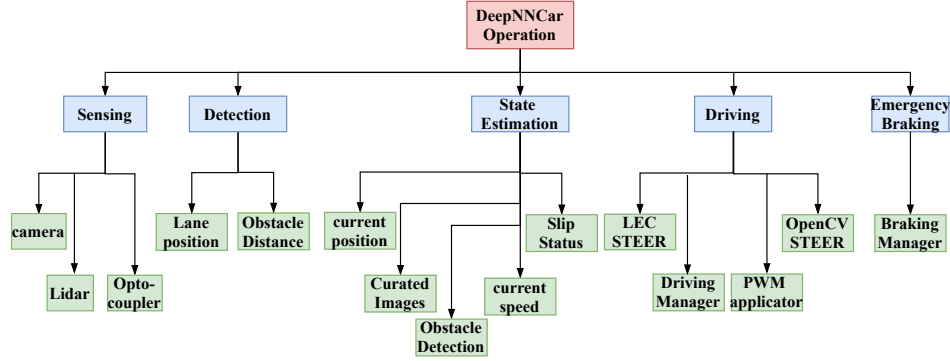 DeepNNCar
Operation
Sensing
Detection
State
Estimation
Driving
Emergency
Braking
camera
Lidar
Opto-
coupler
Lane
position
Obstacle
Distance
current
position
Curated
Images
Obstacle
Detection
current
speed
Slip
Status
LEC
STEER
Driving
Manager
PWM
applicator
OpenCV
STEER
Braking
Manager